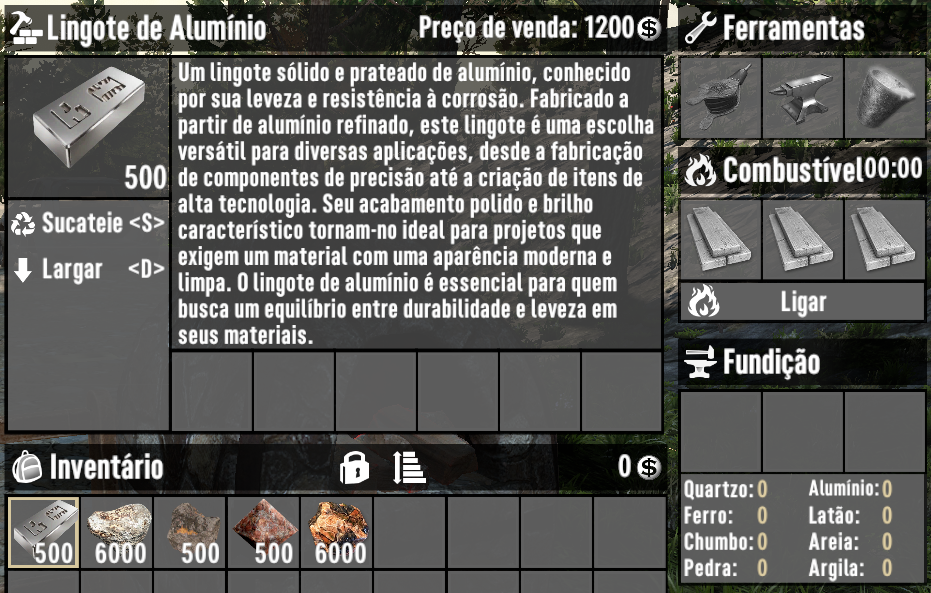 Lingote de Alumínio
Preço de venda: 1200
500
Sucateie <S>
Largar <D>
Um lingote sólido e prateado de alumínio, conhecido
por sua leveza e resistência à corrosão. Fabricado a
partir de alumínio refinado, este lingote é uma escolha
versátil para diversas aplicações, desde a fabricação
de componentes de precisão até a criação de itens de
alta tecnologia. Seu acabamento polido e brilho
característico tornam-no ideal para projetos que
exigem um material com uma aparência moderna e
limpa. O lingote de alumínio é essencial para quem
busca um equilíbrio entre durabilidade e leveza em
seus materiais.
Inventário
0
500
6000
500
500
6000
Ferramentas
Combustível 00:00
Ligar
Fundição
Quartzo: 0
Alumínio: 0
Ferro: 0
Latão: 0
Chumbo: 0
Areia: 0
Pedra: 0
Argila: 0